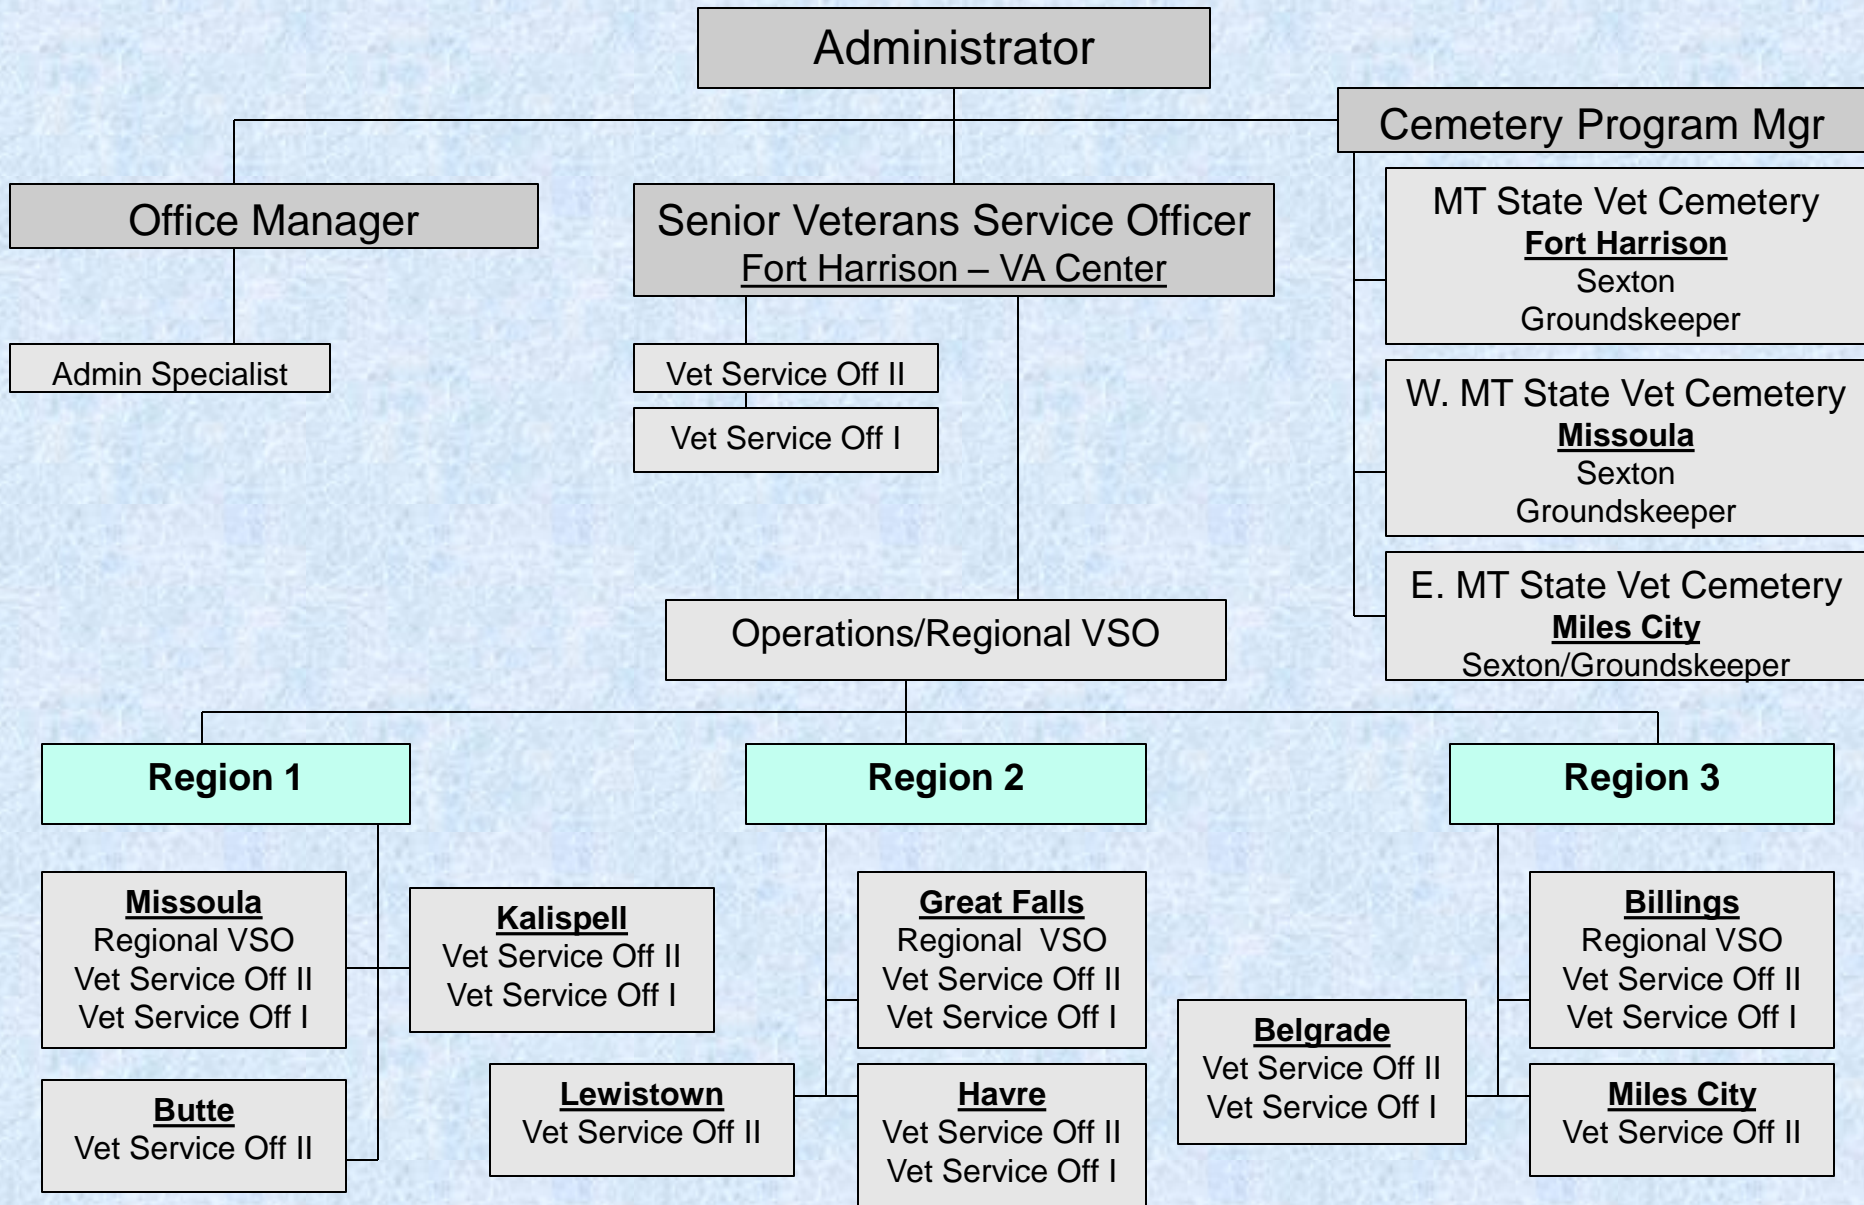 Administrator
Cemetery Program Mgr
Office Manager
Senior Veterans Service Officer
Fort Harrison – VA Center
MT State Vet Cemetery
Fort Harrison
Sexton
Groundskeeper
Admin Specialist
Vet Service Off II
Vet Service Off I
W. MT State Vet Cemetery
Missoula
Sexton
Groundskeeper
E. MT State Vet Cemetery
Miles City
Sexton/Groundskeeper
Operations/Regional VSO
Region 1
Region 2
Region 3
Missoula
Regional VSO
Vet Service Off II
Vet Service Off I
Kalispell
Vet Service Off II
Vet Service Off I
Butte
Vet Service Off II
Great Falls
Regional VSO
Vet Service Off II
Vet Service Off I
Lewistown
Vet Service Off II
Havre
Vet Service Off II
Vet Service Off I
Billings
Regional VSO
Vet Service Off II
Vet Service Off I
Belgrade
Vet Service Off II
Vet Service Off I
Miles City
Vet Service Off II